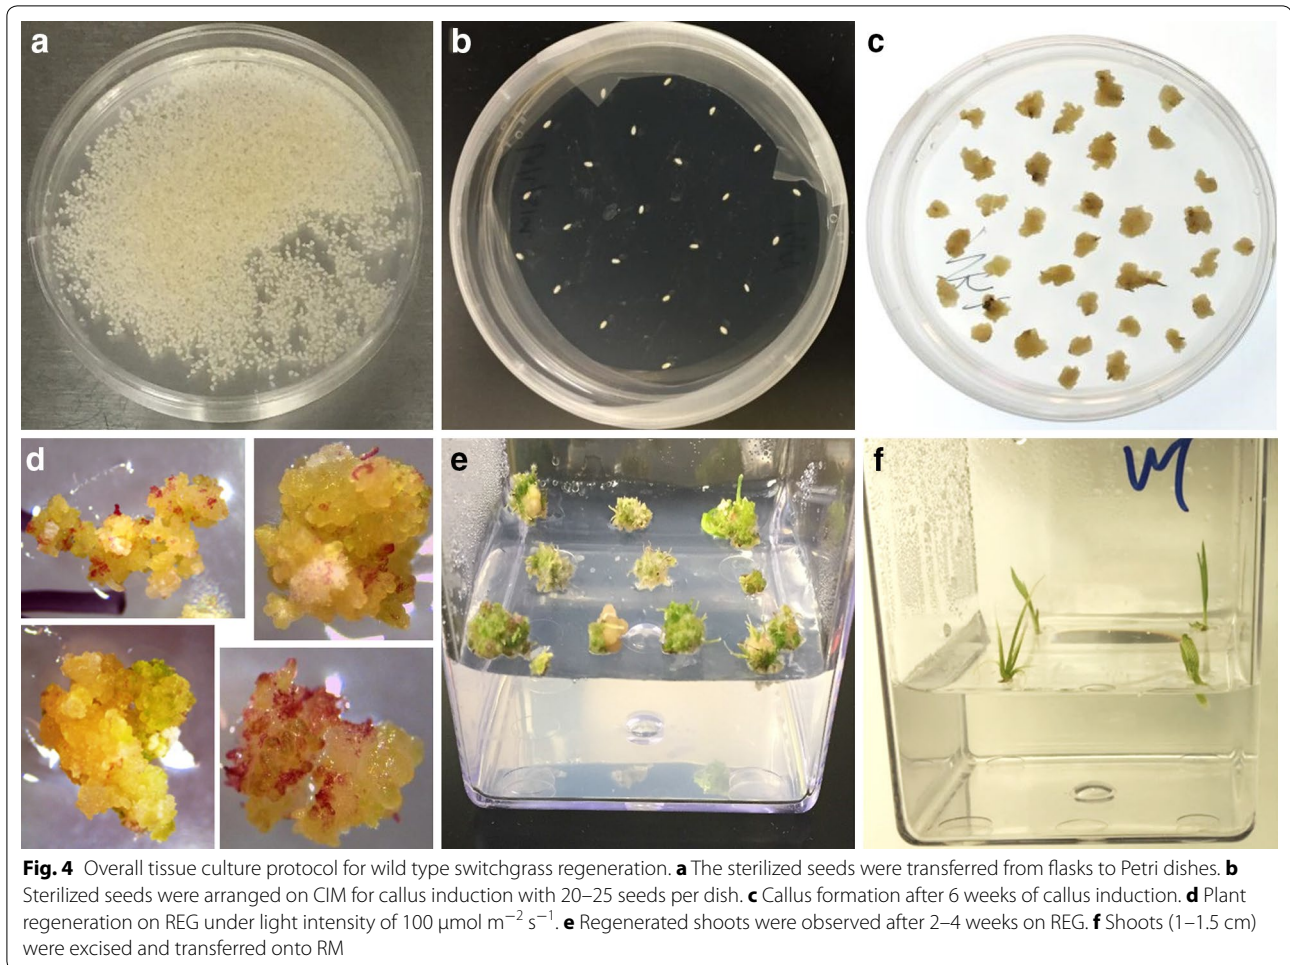 a
b
c
d
e
f
Fig. 4 Overall tissue culture protocol for wild type switchgrass regeneration. a The sterilized seeds were transferred from flasks to Petri dishes. b
Sterilized seeds were arranged on CIM for callus induction with 20–25 seeds per dish. c Callus formation after 6 weeks of callus induction. d Plant
regeneration on REG under light intensity of 100 µmol m⁻² s⁻¹. e Regenerated shoots were observed after 2–4 weeks on REG. f Shoots (1–1.5 cm)
were excised and transferred onto RM